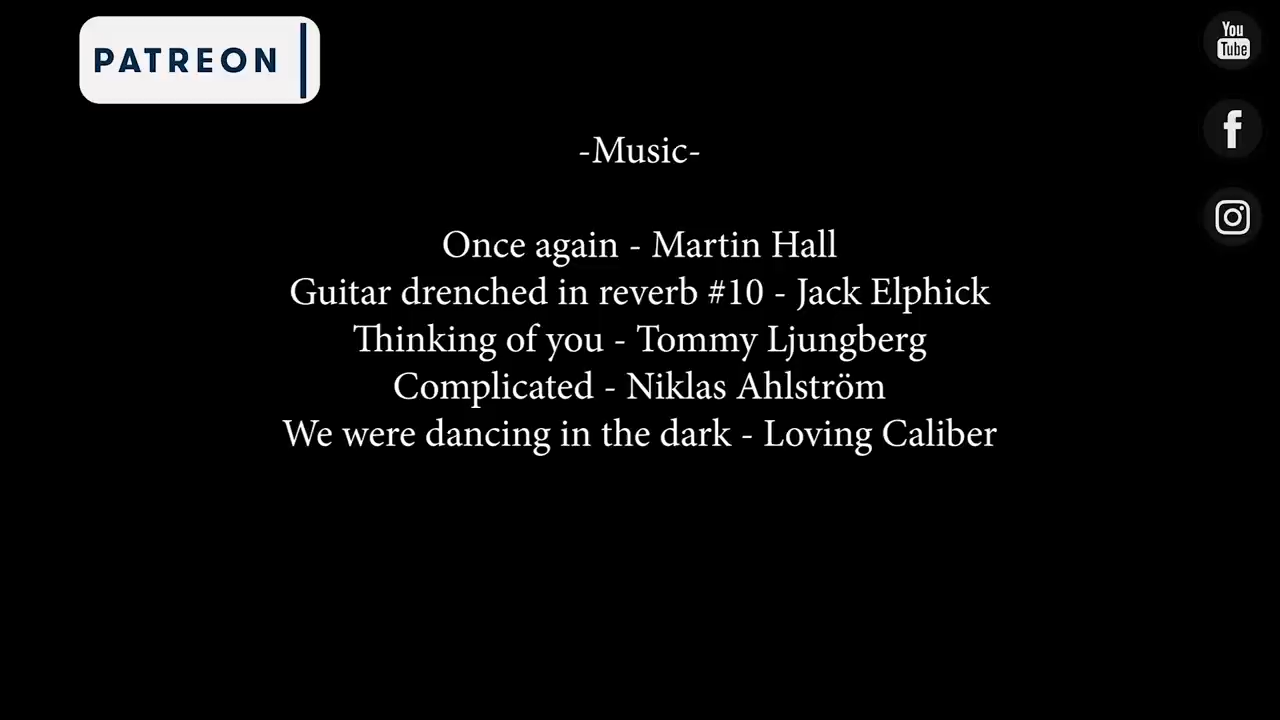 PATREON
You
Tube
-Music-
Once again - Martin Hall
Guitar drenched in reverb #10 - Jack Elphick
Thinking of you - Tommy Ljungberg
Complicated - Niklas Ahlström
We were dancing in the dark - Loving Caliber